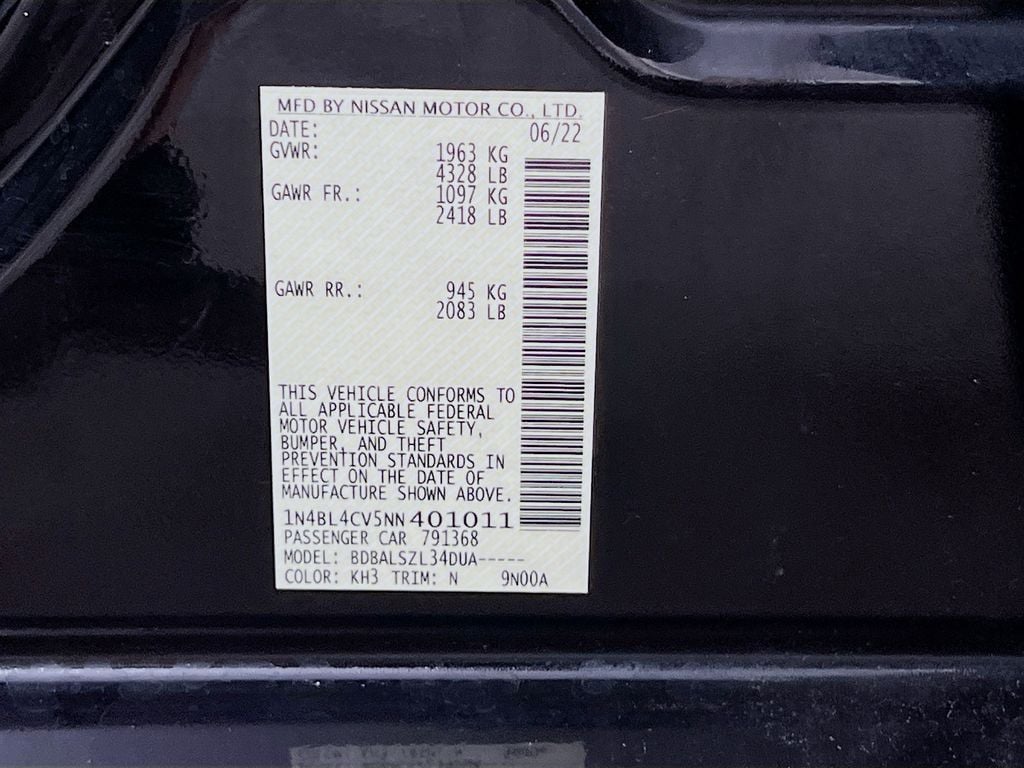 MFD BY NISSAN MOTOR CO., LTD.
DATE: 06/22
GVWR: 1963 KG
4328 LB
GAWR FR.: 1097 KG
2418 LB
GAWR RR.: 945 KG
2083 LB
THIS VEHICLE CONFORMS TO
ALL APPLICABLE FEDERAL
MOTOR VEHICLE SAFETY,
BUMPER, AND THEFT
PREVENTION STANDARDS IN
EFFECT ON THE DATE OF
MANUFACTURE SHOWN ABOVE.
1N4BL4CV5NN401011
PASSENGER CAR 791368
MODEL: BDBALSZL34DUA-----
COLOR: KH3 TRIM: N 9N00A